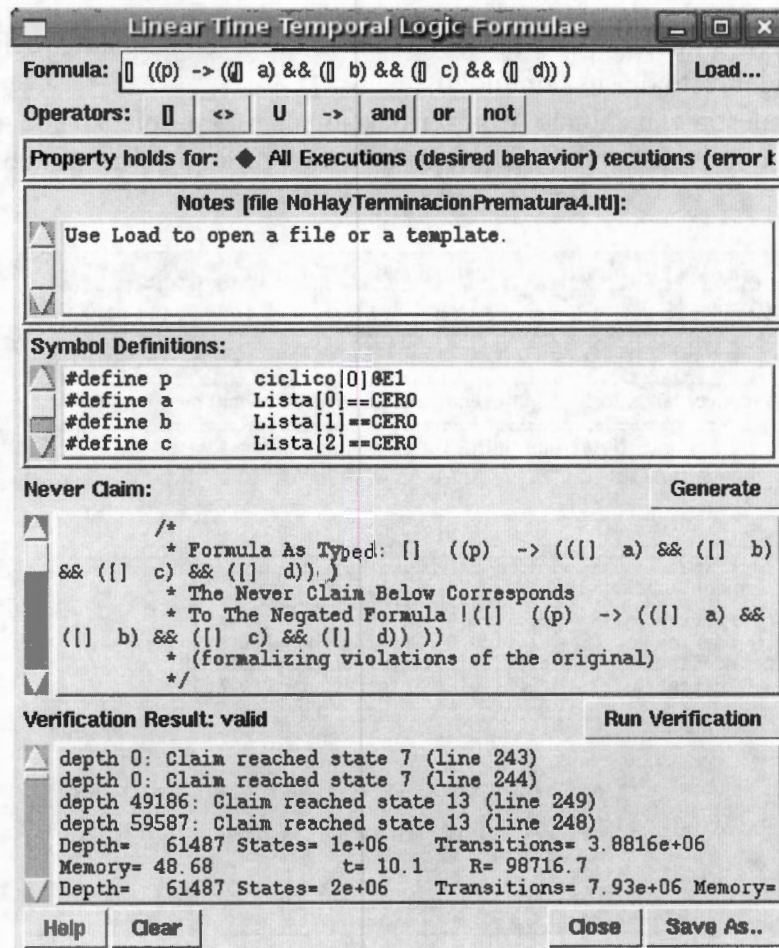 Linear Time Temporal Logic Formulae
Formula: [] ((p) -> (([] a) && ([] b) && ([] c) && ([] d)) ) Load...
Operators: [] <> U -> and or not
Property holds for: All Executions (desired behavior) (error
Notes [file NoHayTerminacionPrematura4.ltl]:
Use Load to open a file or a template.
Symbol Definitions:
#define p ciclico[0]@E1
#define a Lista[0]==CERO
#define b Lista[1]==CERO
#define c Lista[2]==CERO
Never Claim: Generate
/*
* Formula As Typed: [] ((p) -> (([] a) && ([] b)
&& ([] c) && ([] d)) )
* The Never Claim Below Corresponds
* To The Negated Formula !([] ((p) -> (([] a) &&
([] b) && ([] c) && ([] d)) ))
* (formalizing violations of the original)
*/
Verification Result: valid Run Verification
depth 0: Claim reached state 7 (line 243)
depth 0: Claim reached state 7 (line 244)
depth 49186: Claim reached state 13 (line 249)
depth 59587: Claim reached state 13 (line 248)
Depth= 61487 States= 1e+06 Transitions= 3.8816e+06
Memory= 48.68 t= 10.1 R= 98716.7
Depth= 61487 States= 2e+06 Transitions= 7.93e+06 Memory=
Help Clear Close Save As..